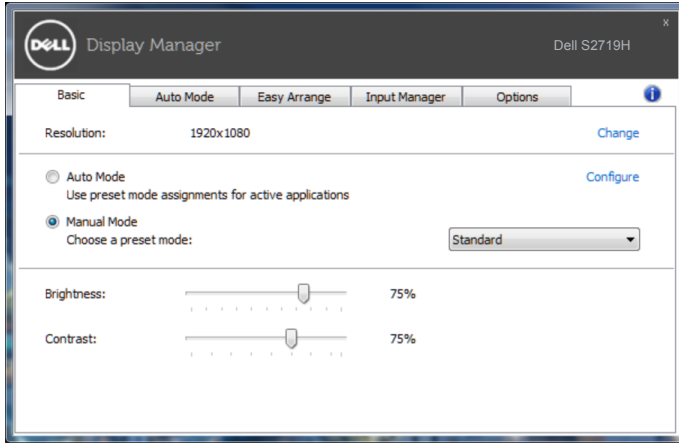 x
DELL Display Manager Dell S2719H
Basic Auto Mode Easy Arrange Input Manager Options i
Resolution: 1920x1080 Change
Auto Mode Configure
Use preset mode assignments for active applications
Manual Mode
Choose a preset mode: Standard
Brightness: 75%
Contrast: 75%